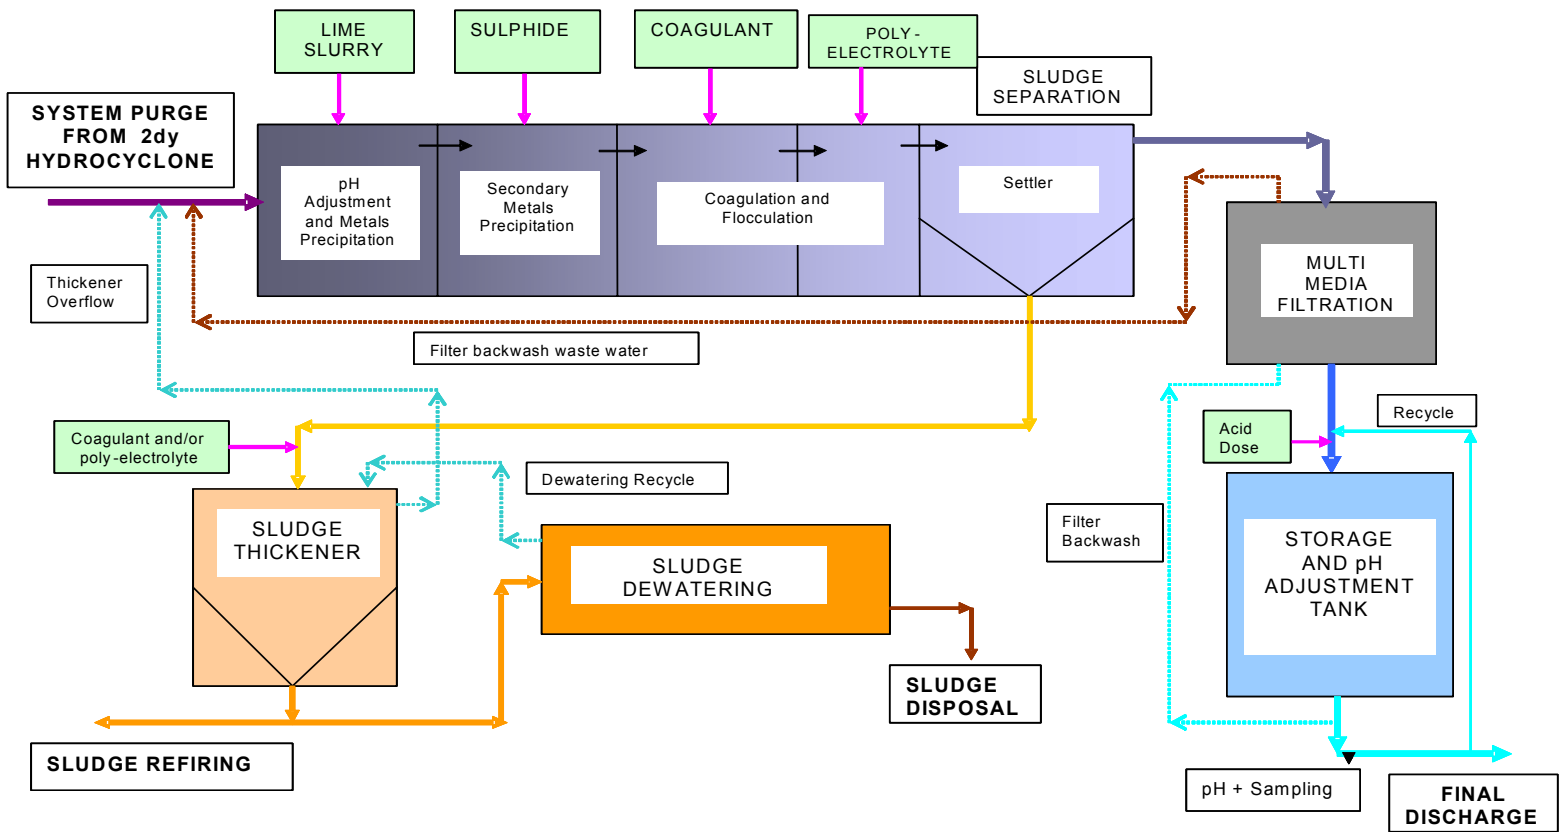 LIME
SLURRY
SULPHIDE
COAGULANT
POLY-
ELECTROLYTE
SLUDGE
SEPARATION
SYSTEM PURGE
FROM 2dy
HYDROCYCLONE
pH
Adjustment
and Metals
Precipitation
Secondary
Metals
Precipitation
Coagulation and
Flocculation
Settler
MULTI
MEDIA
FILTRATION
Thickener
Overflow
Filter backwash waste water
Coagulant and/or
poly-electrolyte
Dewatering Recycle
Acid
Dose
Recycle
SLUDGE
THICKENER
SLUDGE
DEWATERING
Filter
Backwash
STORAGE
AND pH
ADJUSTMENT
TANK
SLUDGE
DISPOSAL
SLUDGE REFIRING
pH + Sampling
FINAL
DISCHARGE